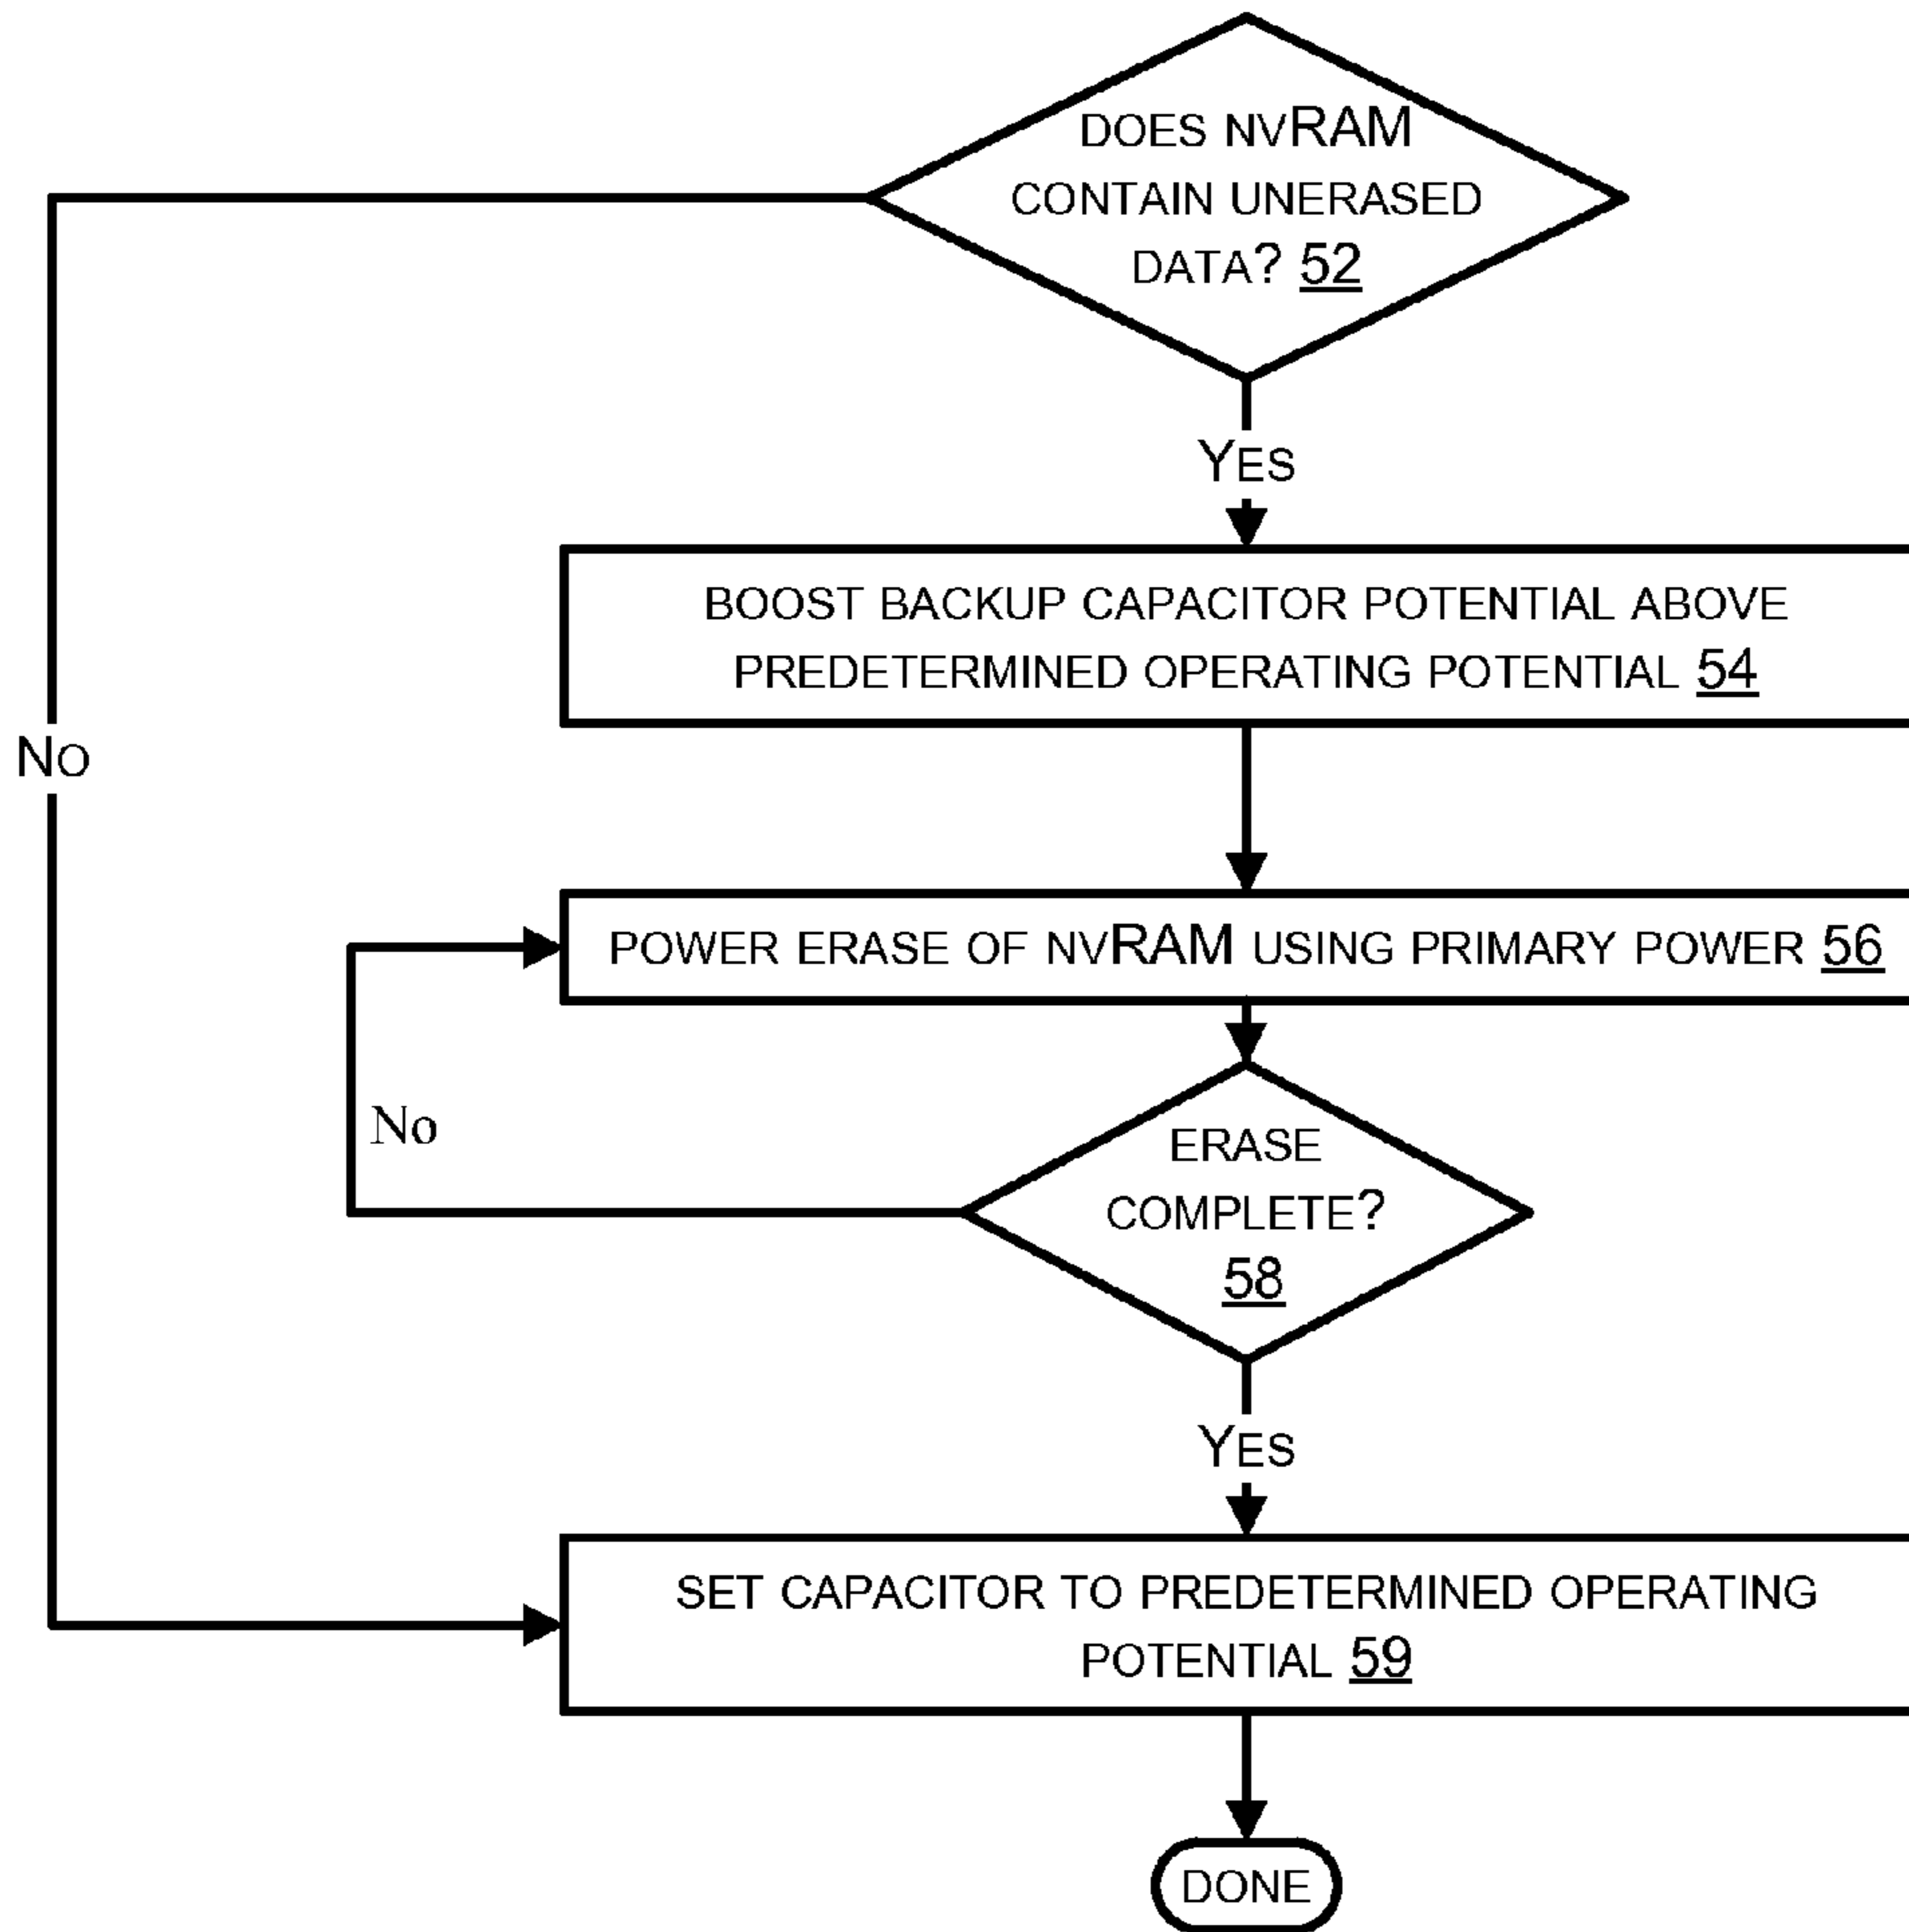 DOES NVRAM
CONTAIN UNERASED
DATA? 52
YES
BOOST BACKUP CAPACITOR POTENTIAL ABOVE
PREDETERMINED OPERATING POTENTIAL 54
NO
POWER ERASE OF NVRAM USING PRIMARY POWER 56
No
ERASE
COMPLETE?
58
YES
SET CAPACITOR TO PREDETERMINED OPERATING
POTENTIAL 59
DONE